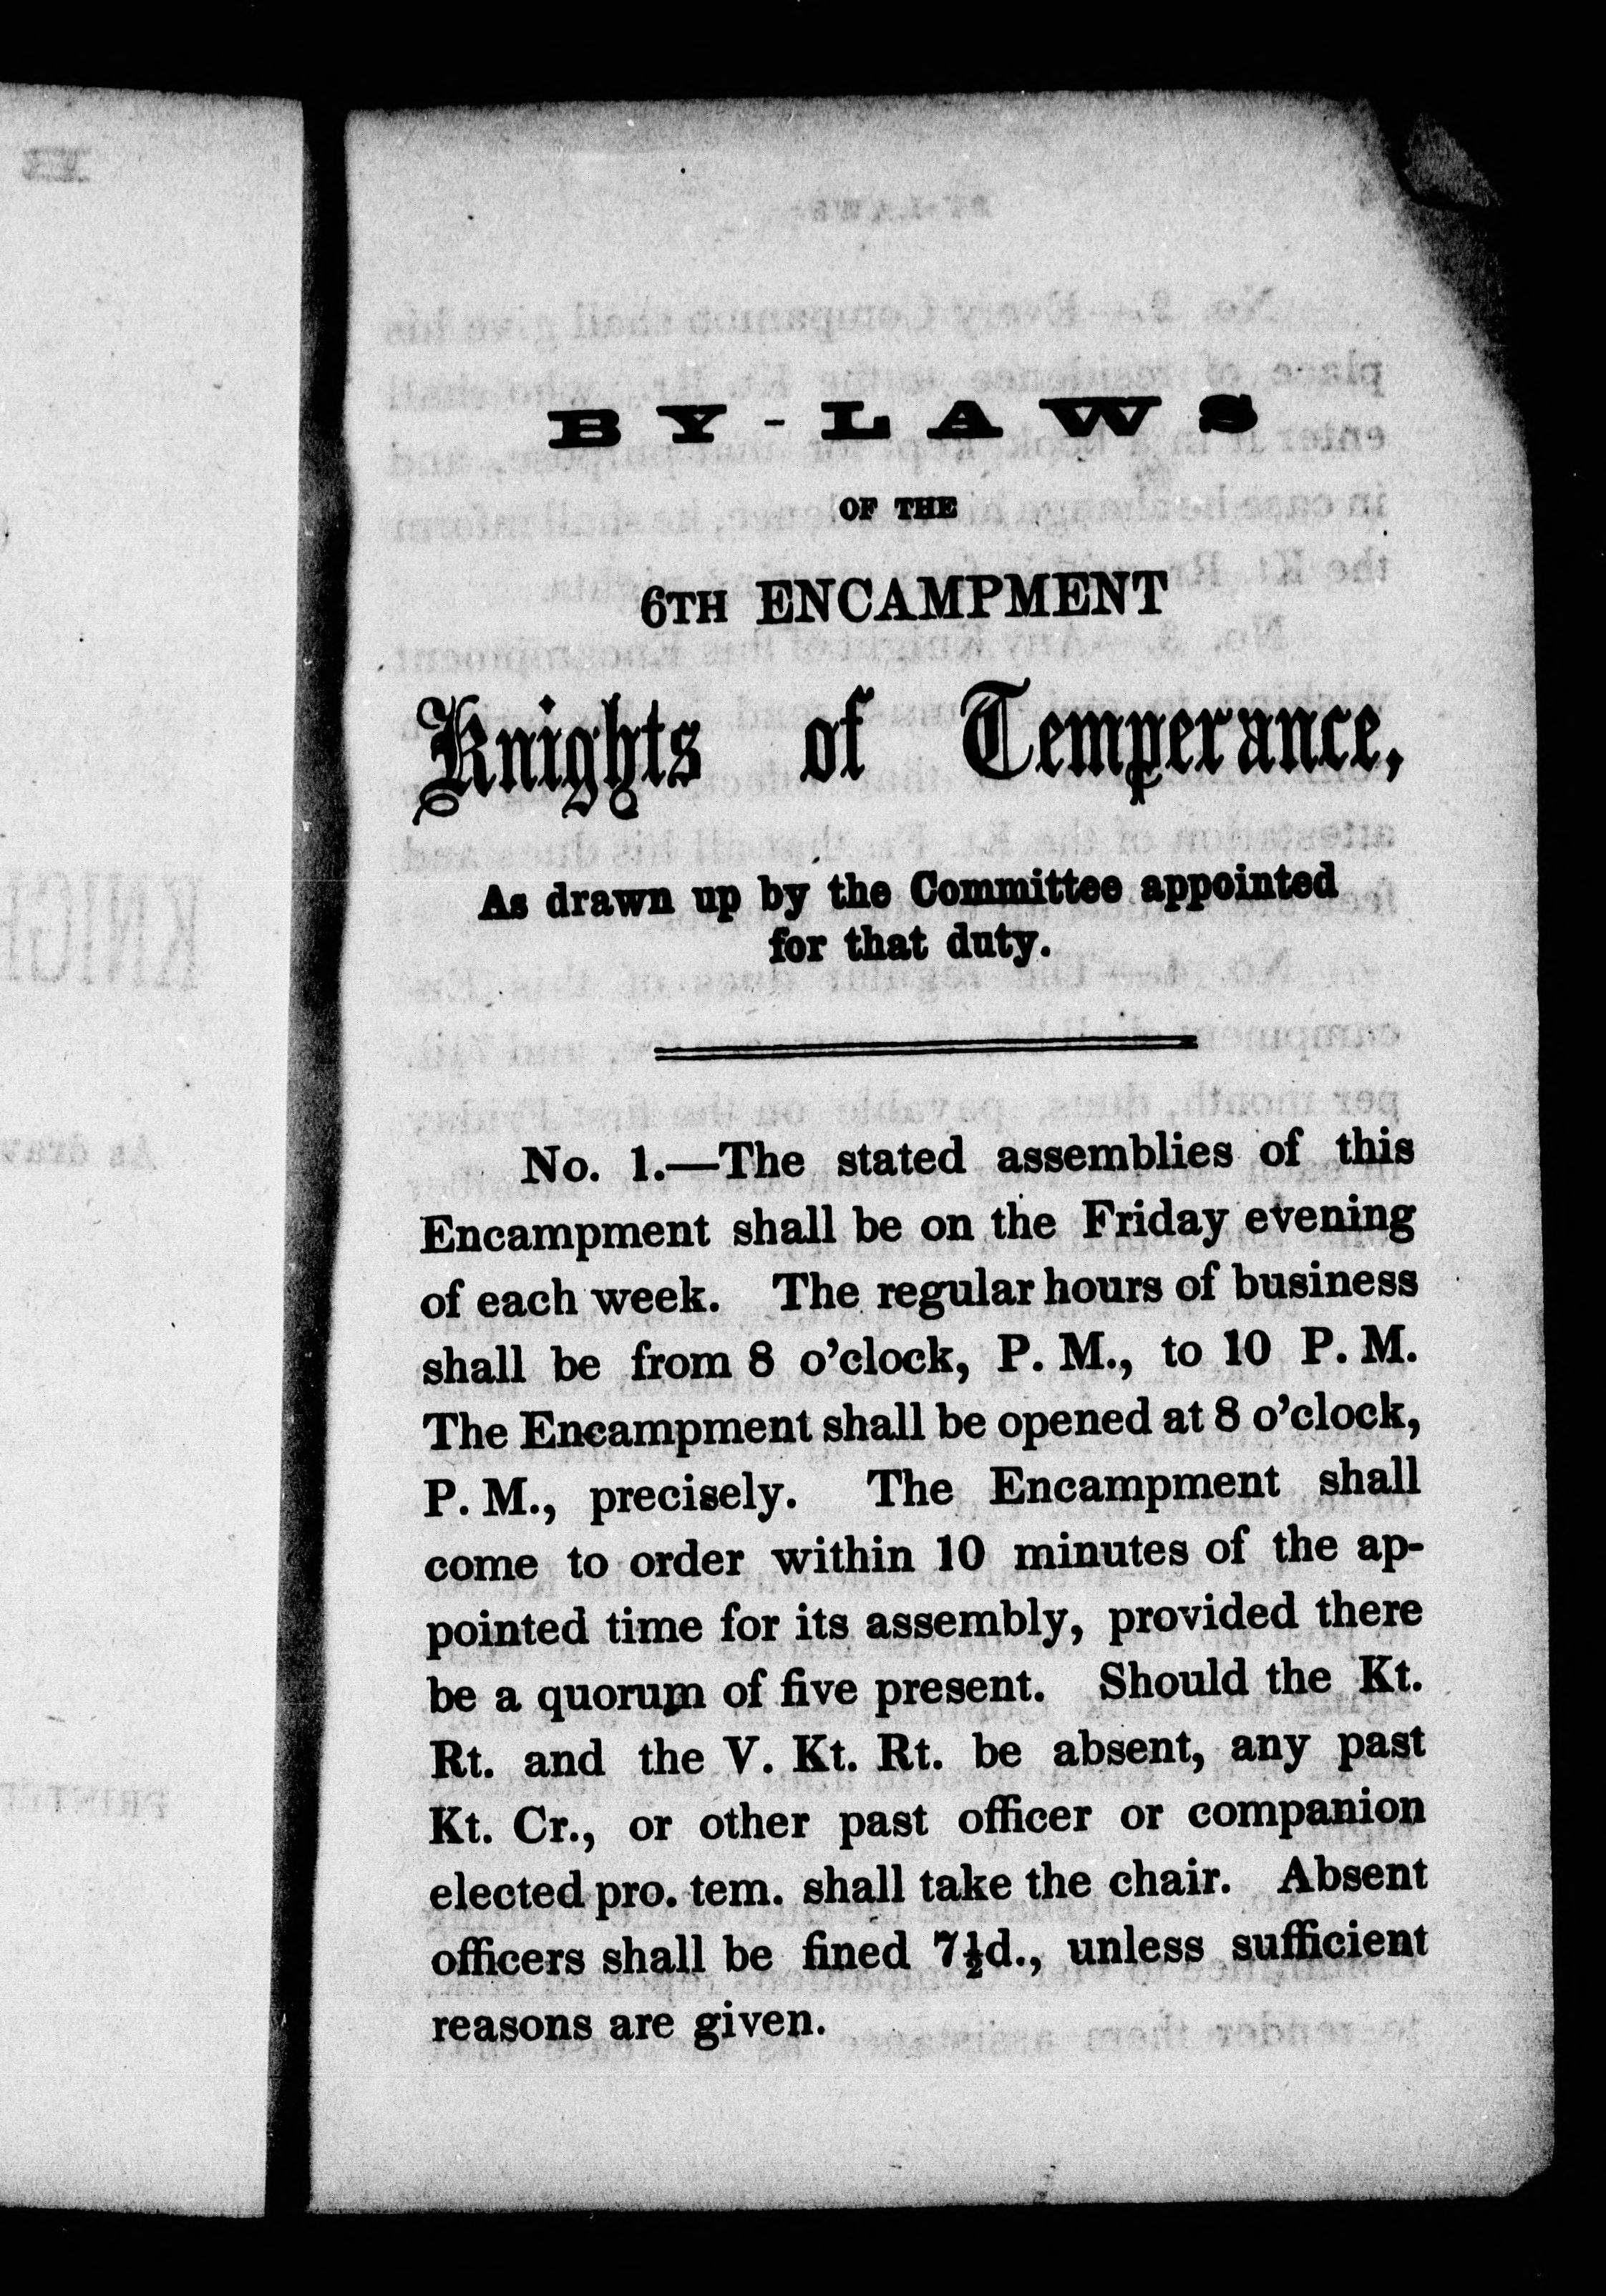 BY-LAWS
OF THE
6TH ENCAMPMENT
Knights of Temperance,
As drawn up by the Committee appointed
for that duty.
No. 1.—The stated assemblies of this
Encampment shall be on the Friday evening
of each week. The regular hours of business
shall be from 8 o'clock, P. M., to 10 P. M.
The Encampment shall be opened at 8 o'clock,
P. M., precisely. The Encampment shall
come to order within 10 minutes of the ap-
pointed time for its assembly, provided there
be a quorum of five present. Should the Kt.
Rt. and the V. Kt. Rt. be absent, any past
Kt. Cr., or other past officer or companion
elected pro. tem. shall take the chair. Absent
officers shall be fined 7½d., unless sufficient
reasons are given.